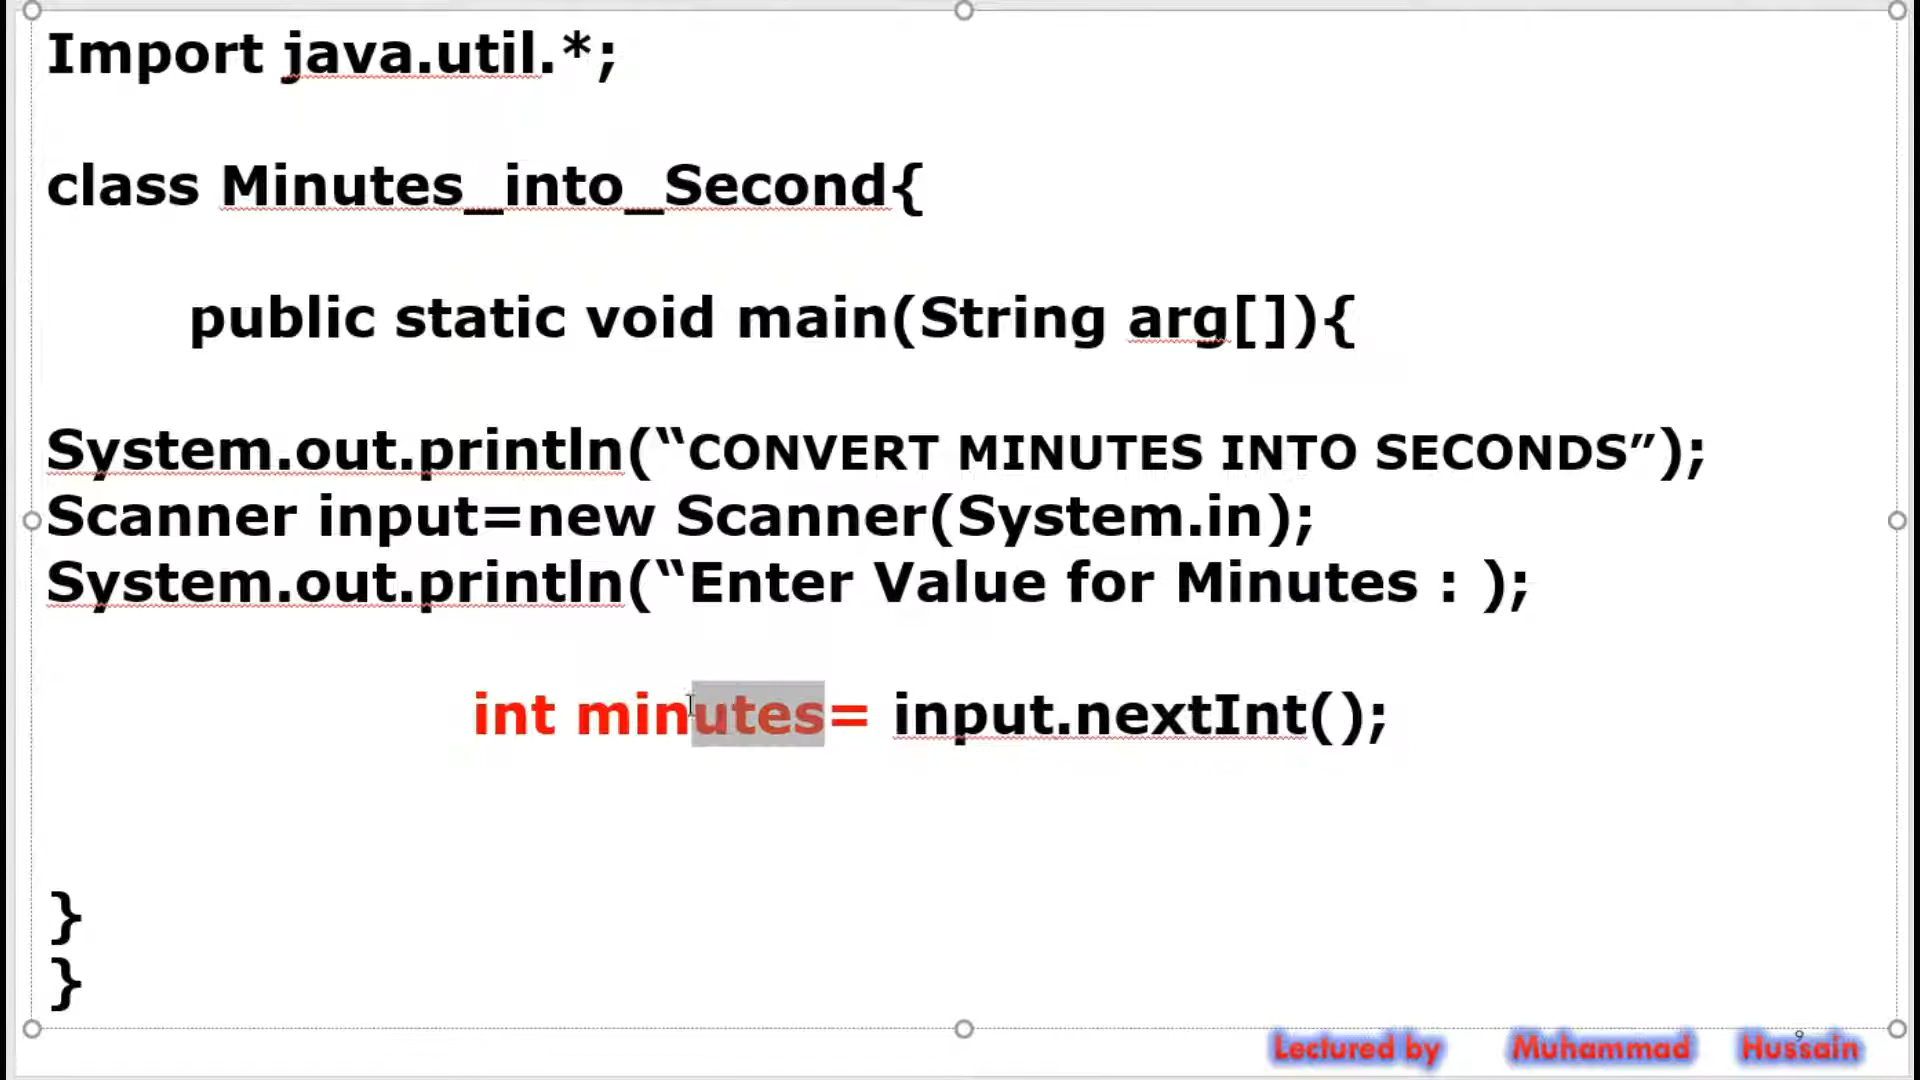 Import java.util.*;
class Minutes_into_Second{
public static void main(String arg[]){
System.out.println(“CONVERT MINUTES INTO SECONDS”);
Scanner input=new Scanner(System.in);
System.out.println(“Enter Value for Minutes : );
int minutes= input.nextInt();
}
}
9
Lectured by Muhammad Hussain